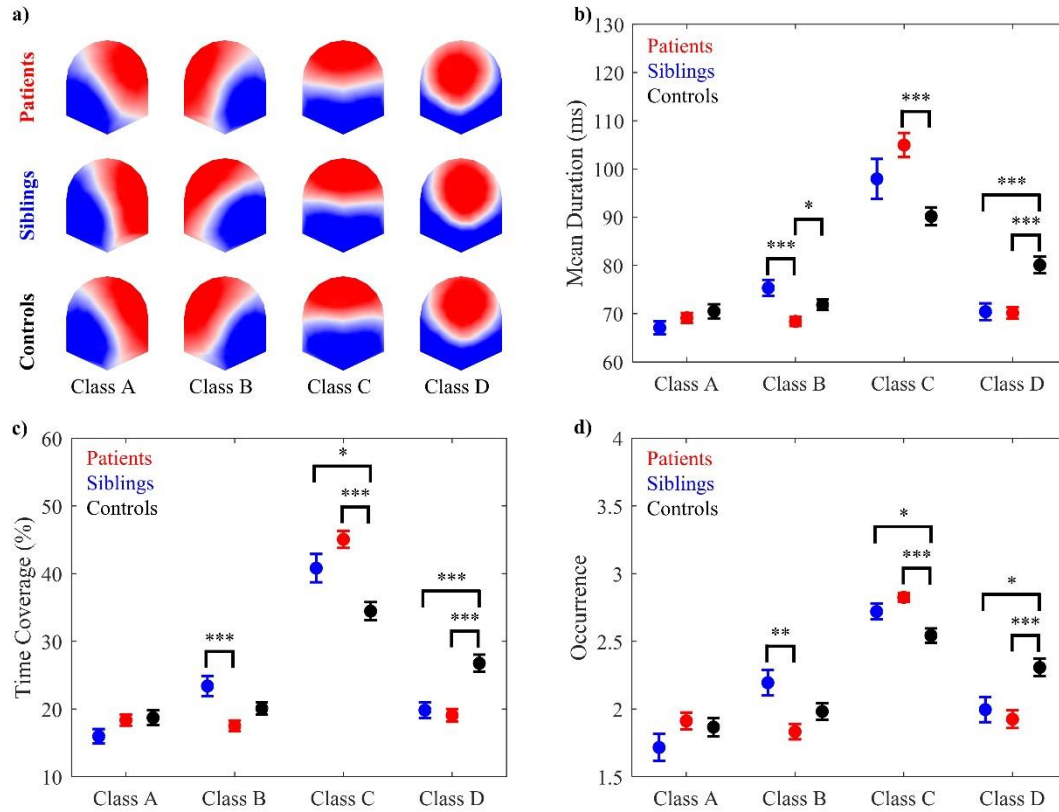 a)
Patients
Siblings
Controls
Class A Class B Class C Class D
b)
Mean Duration (ms)
130
120
110
100
90
80
70
60
Patients
Siblings
Controls
***
*
***
***
***
Class A Class B Class C Class D
c)
Time Coverage (%)
60
50
40
30
20
10
Patients
Siblings
Controls
***
*
***
***
***
Class A Class B Class C Class D
d)
Occurrence
4
3.5
3
2.5
2
1.5
Patients
Siblings
Controls
**
*
***
*
***
Class A Class B Class C Class D